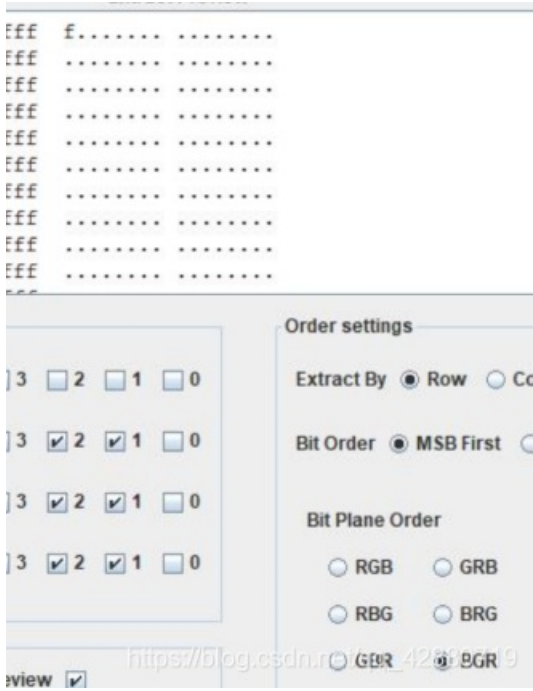 fff f....... ........
fff ........ ........
fff ........ ........
fff ........ ........
fff ........ ........
fff ........ ........
fff ........ ........
fff ........ ........
fff ........ ........
fff ........ ........
Order settings
3 2 1 0
Extract By Row Co
3 2 1 0
Bit Order MSB First
3 2 1 0
Bit Plane Order
3 2 1 0
RGB GRB
RBG BRG
GBR BGR
eview